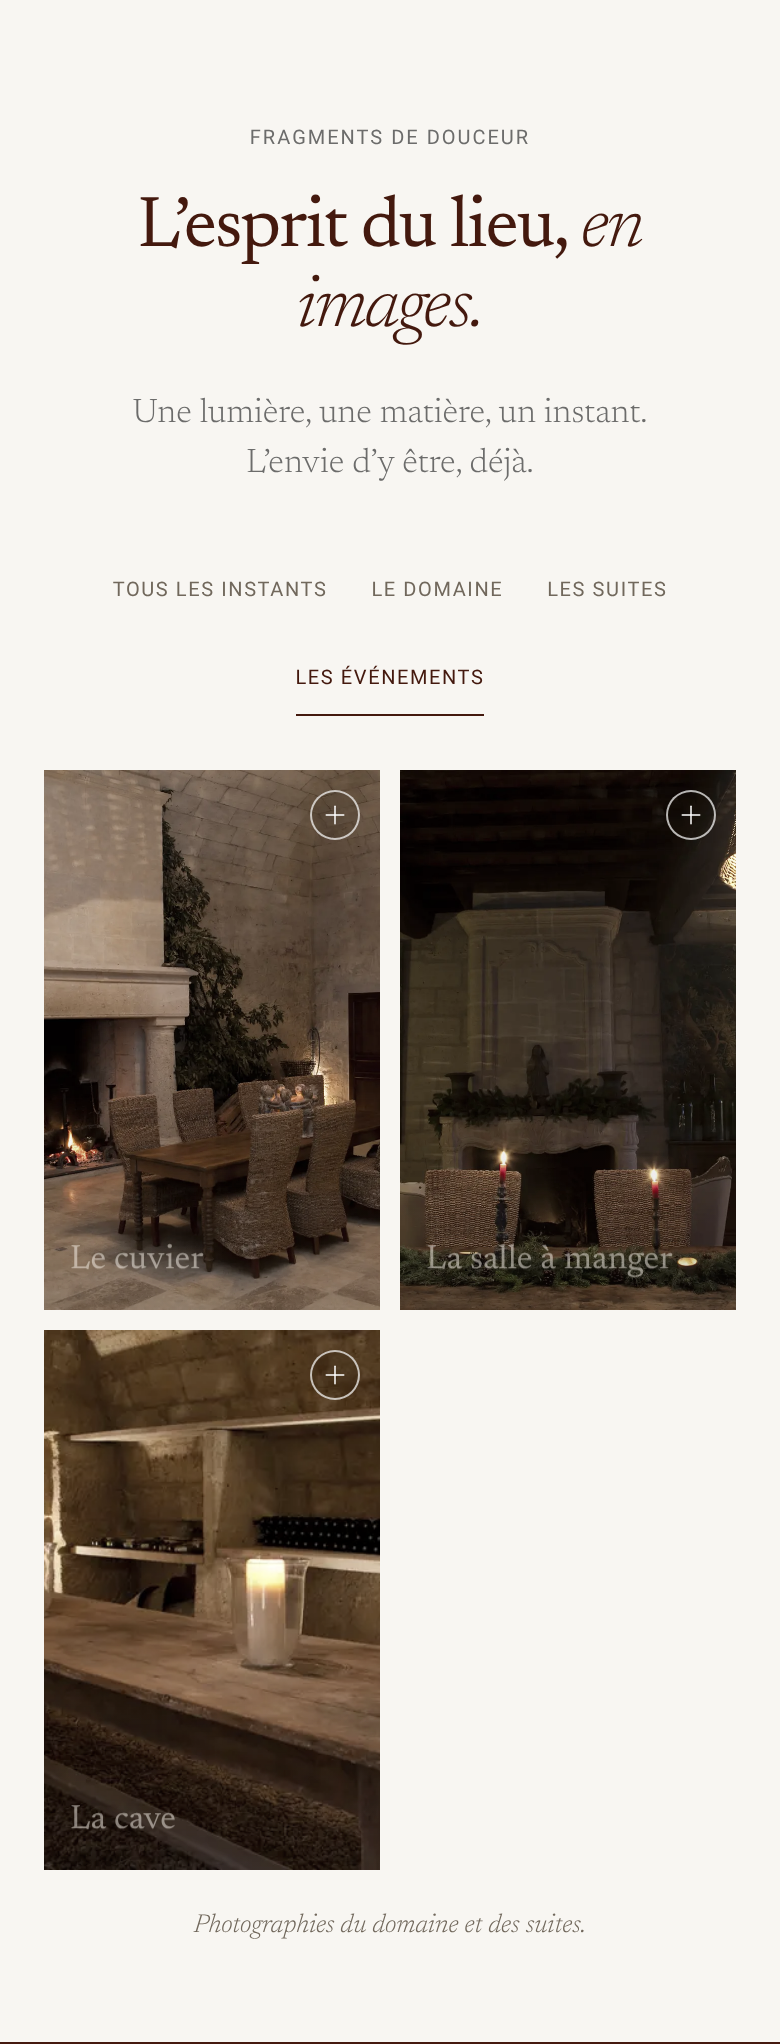 FRAGMENTS DE DOUCEUR
L’esprit du lieu, en
images.
Une lumière, une matière, un instant.
L’envie d’y être, déjà.
TOUS LES INSTANTS LE DOMAINE LES SUITES
LES ÉVÉNEMENTS
Le cuvier
La salle à manger
La cave
Photographies du domaine et des suites.